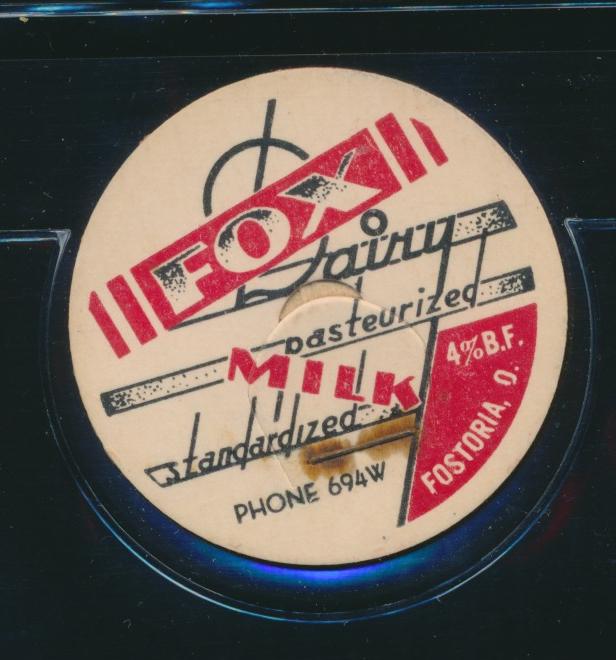 FOX
Dairy
pasteurized
MILK
standardized
4% B.F.
FOSTORIA, O.
PHONE 694W